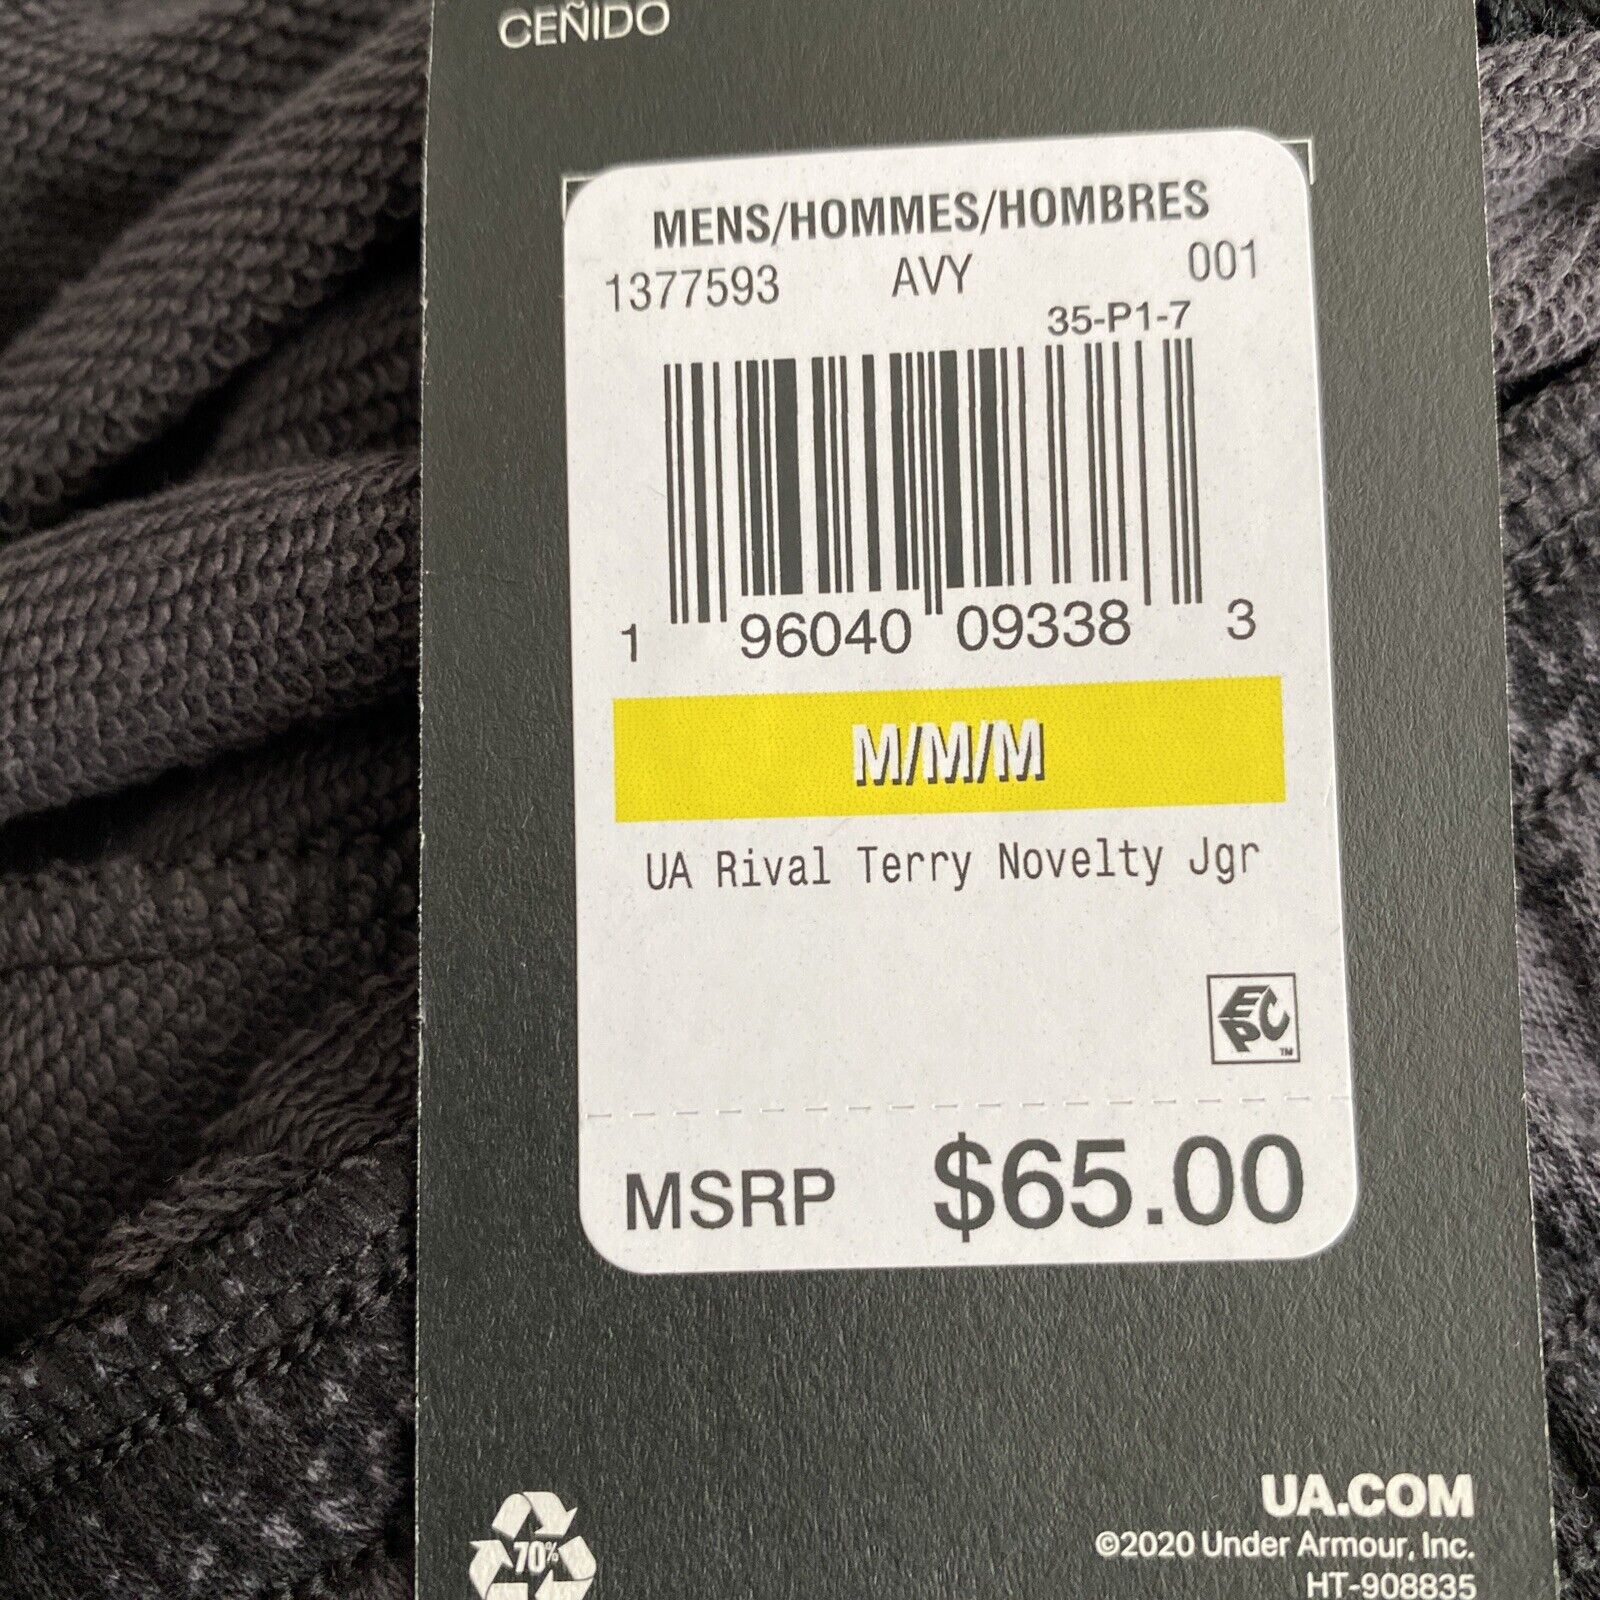 CEÑIDO
MENS/HOMMES/HOMBRES
1377593 AVY 001
35-P1-7
1 96040 09338 3
M/M/M
UA Rival Terry Novelty Jgr
EPC™
MSRP $65.00
70%
UA.COM
©2020 Under Armour, Inc.
HT-908835